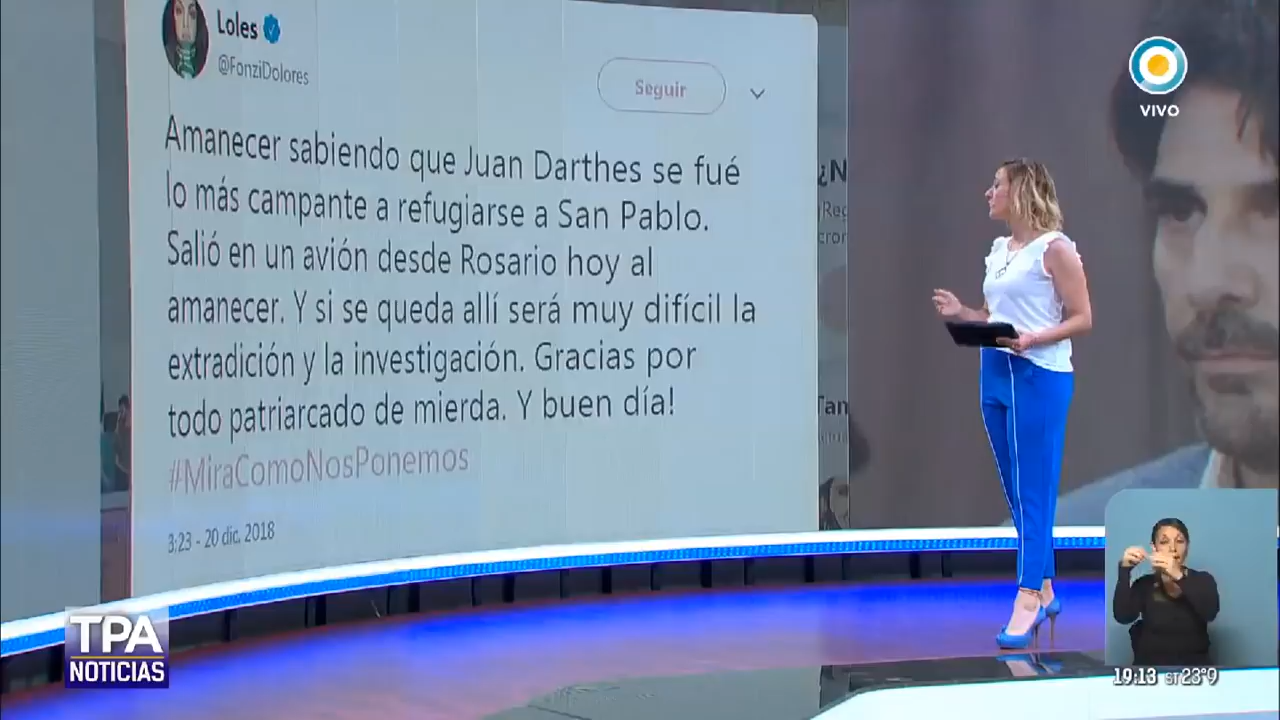 Loles
@FonziDolores
Seguir
Amanecer sabiendo que Juan Darthes se fué
lo más campante a refugiarse a San Pablo.
Salió en un avión desde Rosario hoy al
amanecer. Y si se queda allí será muy difícil la
extradición y la investigación. Gracias por
todo patriarcado de mierda. Y buen día!
#MiraComoNosPonemos
3:23 - 20 dic. 2018
VIVO
¿N
TPA
NOTICIAS
19:13 ST 23°9